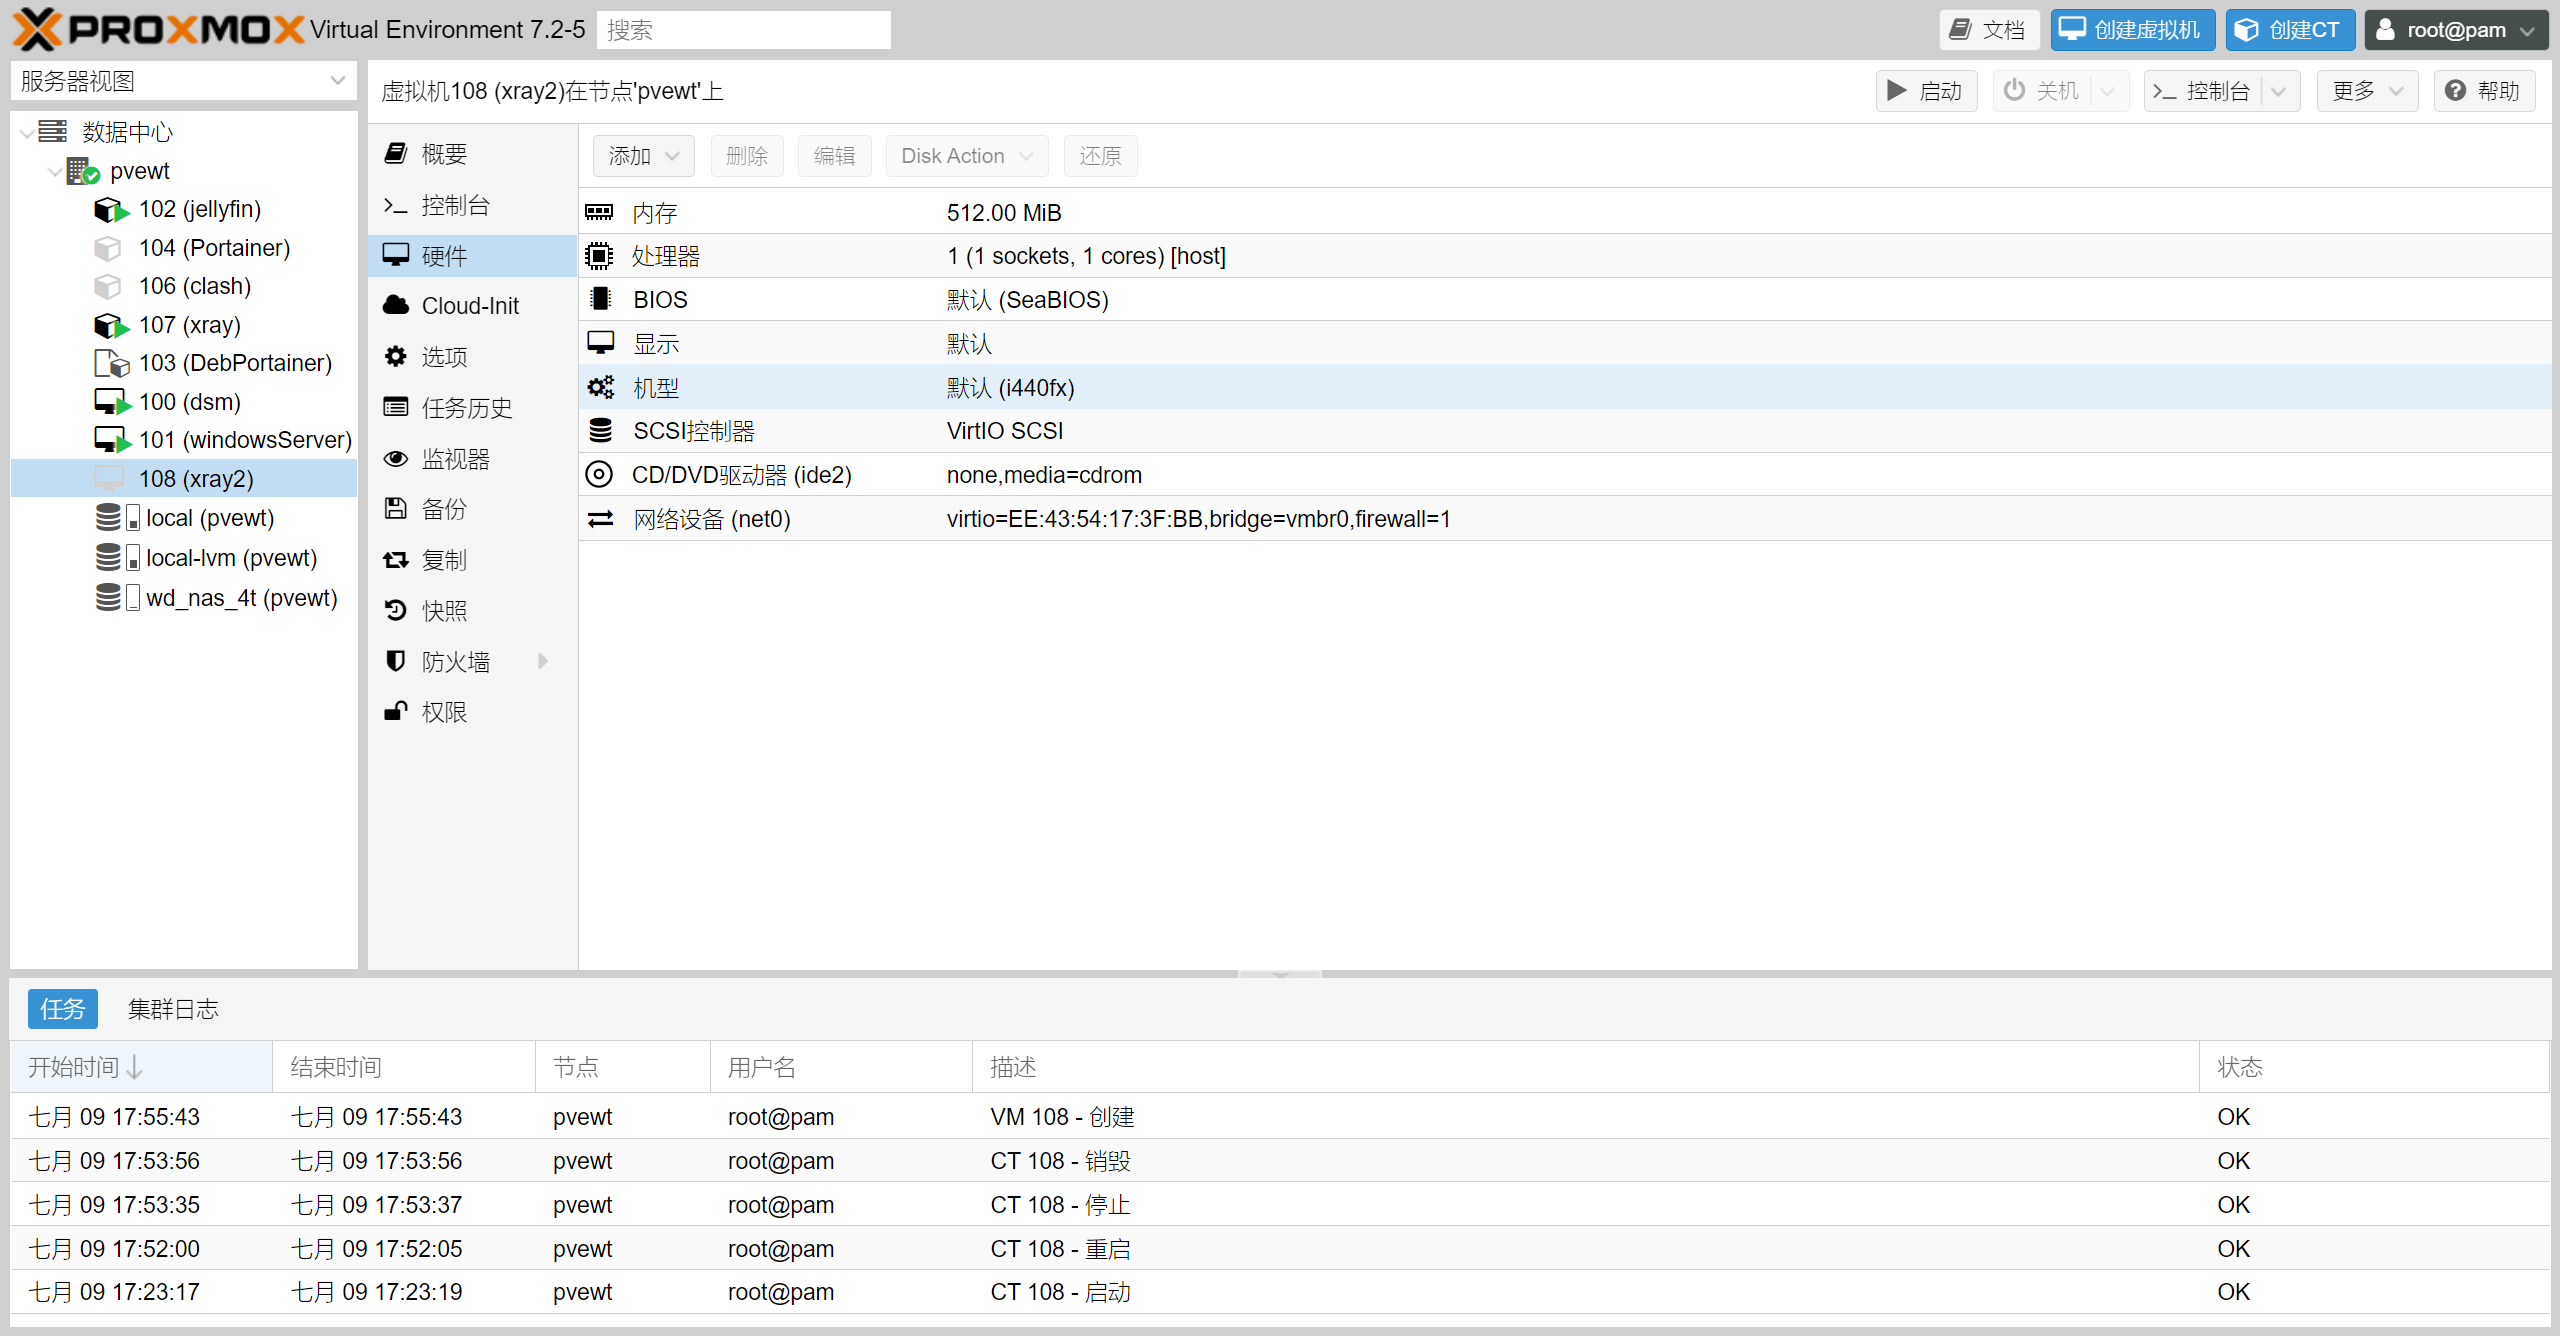 PROXMOX Virtual Environment 7.2-5 搜索 文档 创建虚拟机 创建CT root@pam
服务器视图
数据中心
pvewt
102 (jellyfin)
104 (Portainer)
106 (clash)
107 (xray)
103 (DebPortainer)
100 (dsm)
101 (windowsServer)
108 (xray2)
local (pvewt)
local-lvm (pvewt)
wd_nas_4t (pvewt)
虚拟机108 (xray2)在节点'pvewt'上 启动 关机 控制台 更多 帮助
概要
控制台
硬件
Cloud-Init
选项
任务历史
监视器
备份
复制
快照
防火墙
权限
添加 删除 编辑 Disk Action 还原
内存 512.00 MiB
处理器 1 (1 sockets, 1 cores) [host]
BIOS 默认 (SeaBIOS)
显示 默认
机型 默认 (i440fx)
SCSI控制器 VirtIO SCSI
CD/DVD驱动器 (ide2) none,media=cdrom
网络设备 (net0) virtio=EE:43:54:17:3F:BB,bridge=vmbr0,firewall=1
任务 集群日志
开始时间 结束时间 节点 用户名 描述 状态
七月 09 17:55:43 七月 09 17:55:43 pvewt root@pam VM 108 - 创建 OK
七月 09 17:53:56 七月 09 17:53:56 pvewt root@pam CT 108 - 销毁 OK
七月 09 17:53:35 七月 09 17:53:37 pvewt root@pam CT 108 - 停止 OK
七月 09 17:52:00 七月 09 17:52:05 pvewt root@pam CT 108 - 重启 OK
七月 09 17:23:17 七月 09 17:23:19 pvewt root@pam CT 108 - 启动 OK